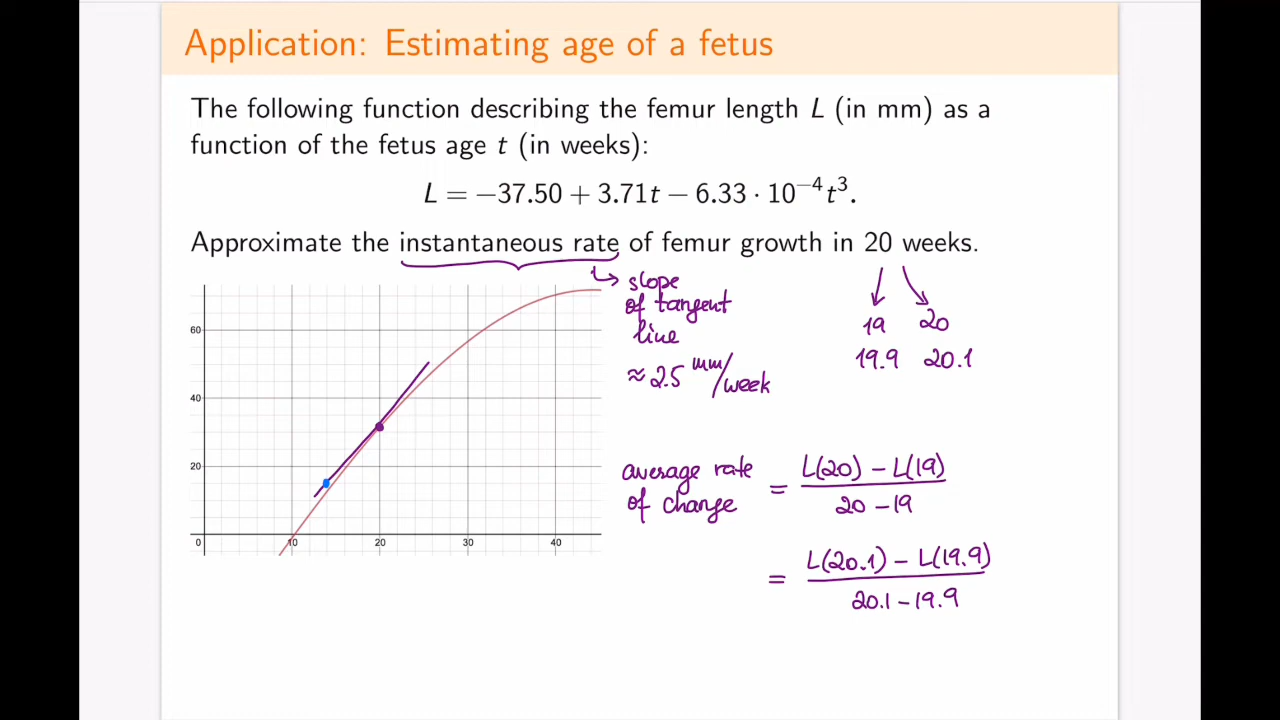 Application: Estimating age of a fetus
The following function describing the femur length L (in mm) as a
function of the fetus age t (in weeks):
L = −37.50 + 3.71t − 6.33 · 10⁻⁴t³.
Approximate the instantaneous rate of femur growth in 20 weeks.
slope
of tangent
line
≈ 2.5 mm/week
19 20
19.9 20.1
60
40
20
0 10 20 30 40
average rate
of change
= L(20) − L(19) / 20 − 19
= L(20.1) − L(19.9) / 20.1 − 19.9